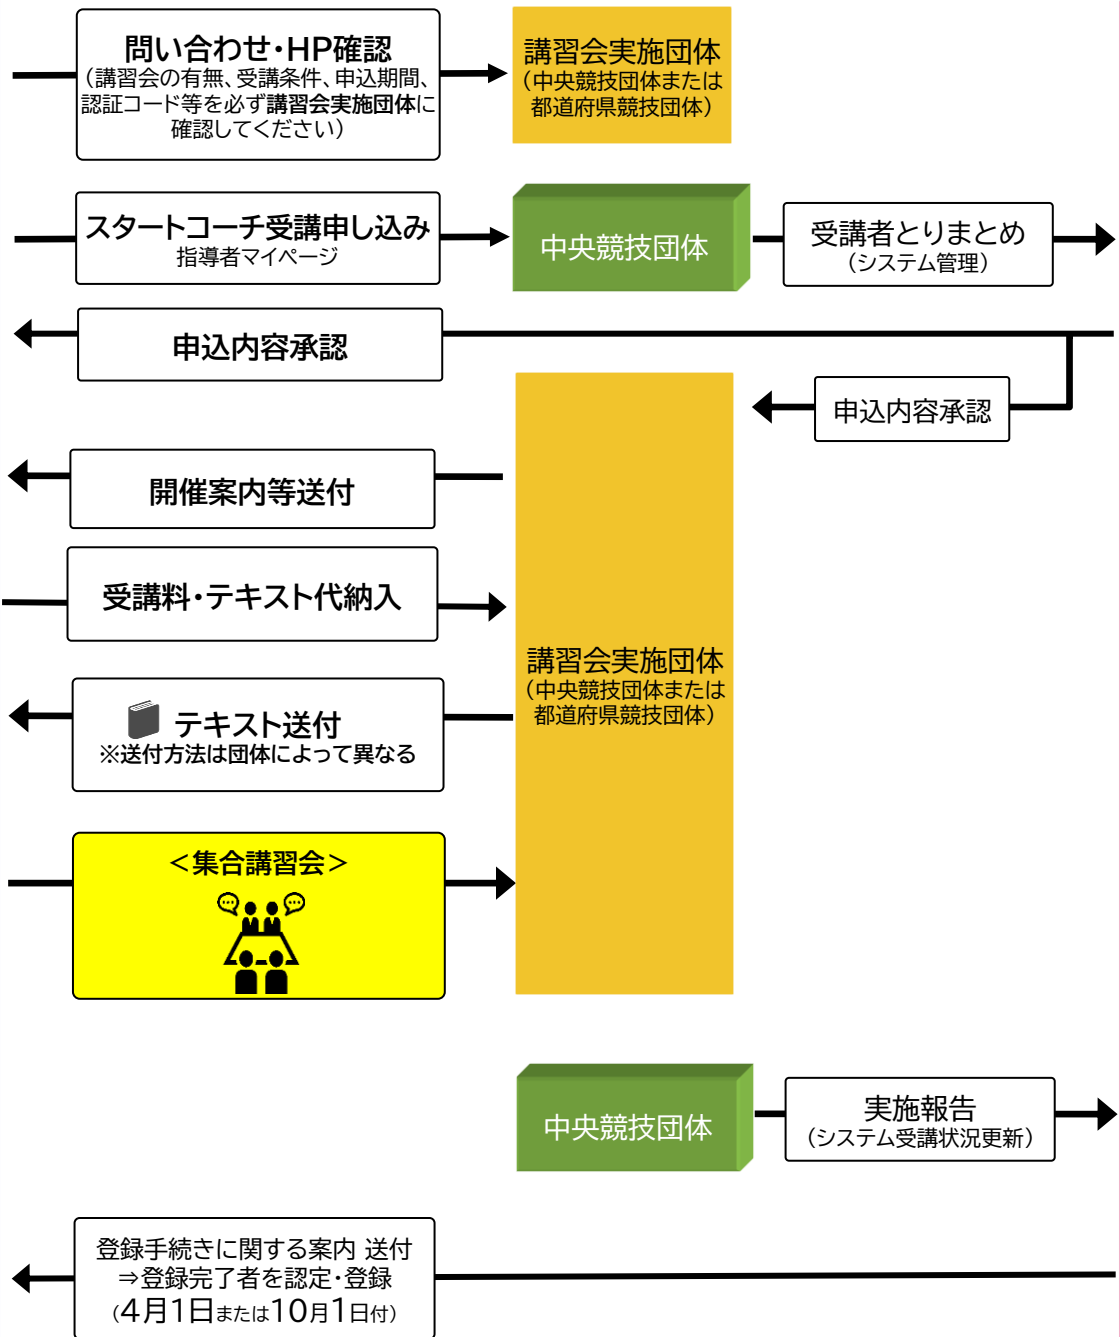 問い合わせ・HP確認
（講習会の有無、受講条件、申込期間、
認証コード等を必ず講習会実施団体に
確認してください）
講習会実施団体
（中央競技団体または
都道府県競技団体）
スタートコーチ受講申し込み
指導者マイページ
中央競技団体
受講者とりまとめ
（システム管理）
申込内容承認
申込内容承認
開催案内等送付
受講料・テキスト代納入
講習会実施団体
（中央競技団体または
都道府県競技団体）
テキスト送付
※送付方法は団体によって異なる
＜集合講習会＞
中央競技団体
実施報告
（システム受講状況更新）
登録手続きに関する案内 送付
⇒登録完了者を認定・登録
（4月1日または10月1日付）